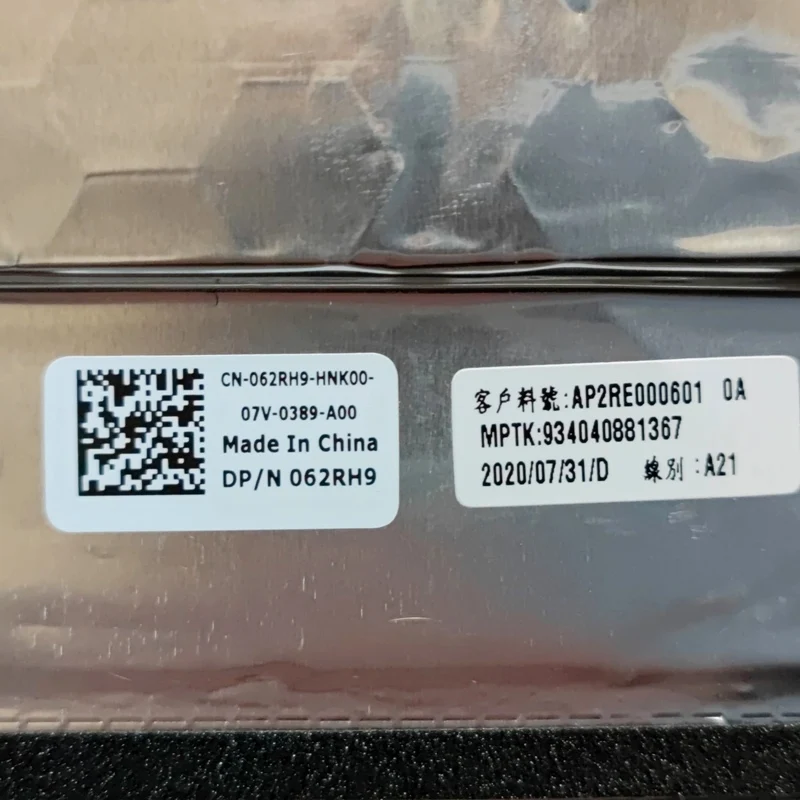 CN-062RH9-HNK00-
07V-0389-A00
Made In China
DP/N 062RH9
客戶料號:AP2RE000601 0A
MPTK:934040881367
2020/07/31/D 線別:A21